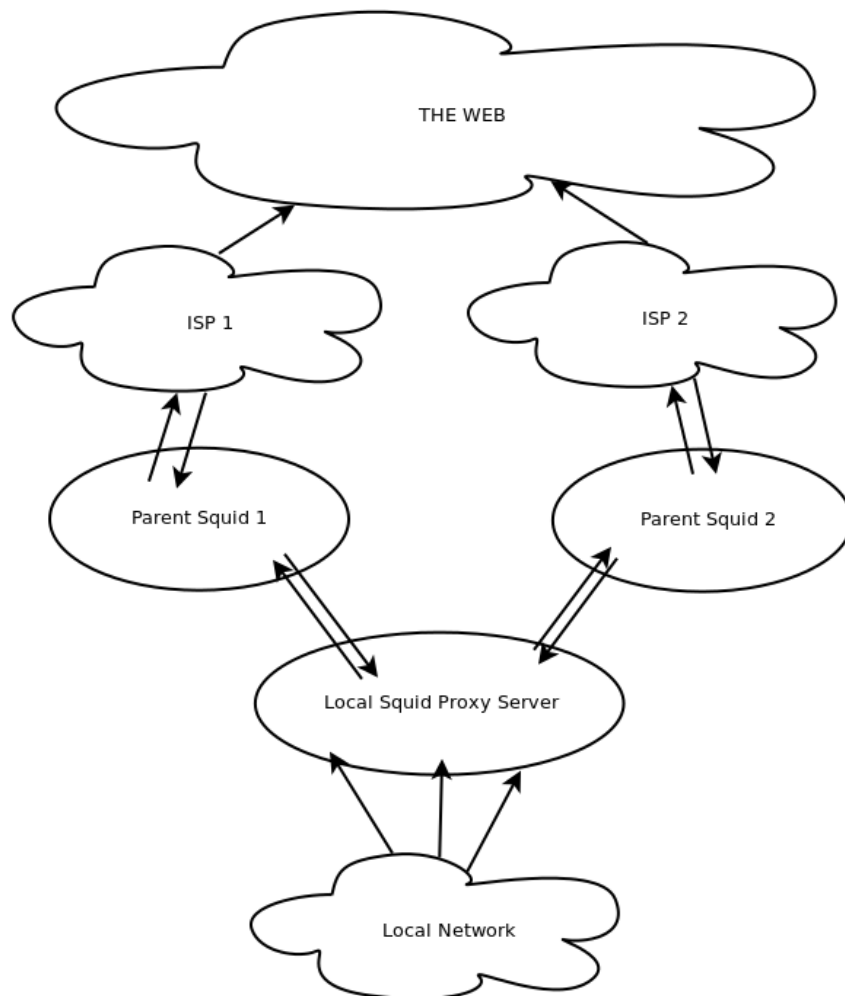 THE WEB
ISP 1
ISP 2
Parent Squid 1
Parent Squid 2
Local Squid Proxy Server
Local Network